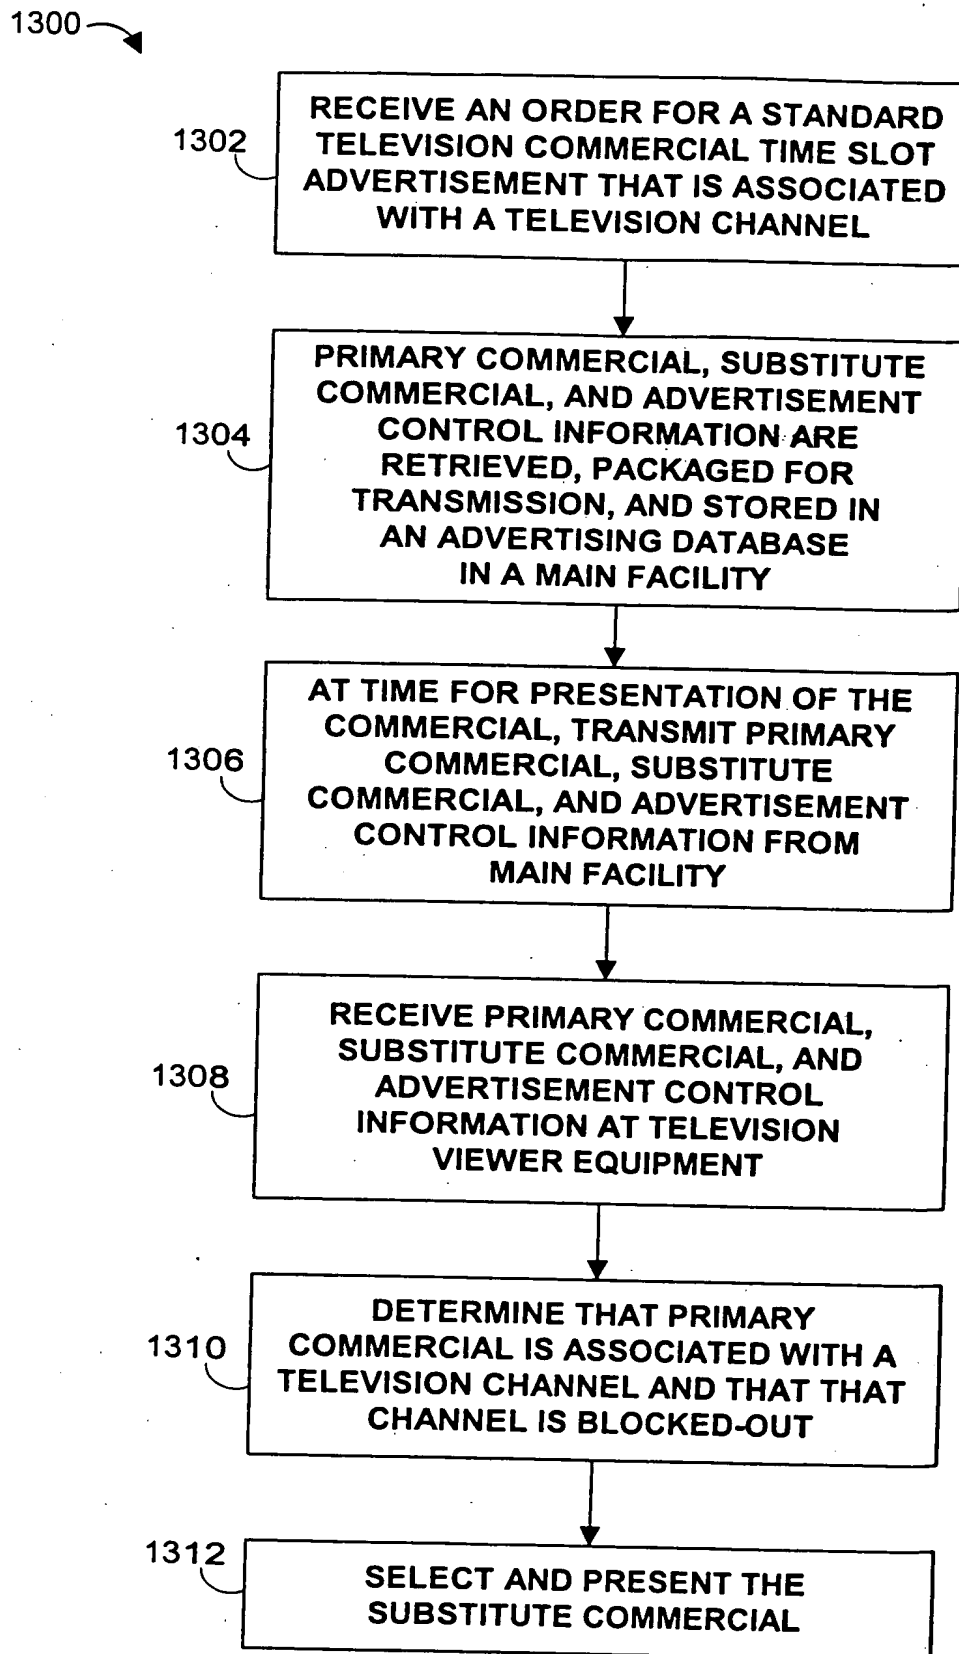 1300
1302
RECEIVE AN ORDER FOR A STANDARD
TELEVISION COMMERCIAL TIME SLOT
ADVERTISEMENT THAT IS ASSOCIATED
WITH A TELEVISION CHANNEL
1304
PRIMARY COMMERCIAL, SUBSTITUTE
COMMERCIAL, AND ADVERTISEMENT
CONTROL INFORMATION ARE
RETRIEVED, PACKAGED FOR
TRANSMISSION, AND STORED IN
AN ADVERTISING DATABASE
IN A MAIN FACILITY
1306
AT TIME FOR PRESENTATION OF THE
COMMERCIAL, TRANSMIT PRIMARY
COMMERCIAL, SUBSTITUTE
COMMERCIAL, AND ADVERTISEMENT
CONTROL INFORMATION FROM
MAIN FACILITY
1308
RECEIVE PRIMARY COMMERCIAL,
SUBSTITUTE COMMERCIAL, AND
ADVERTISEMENT CONTROL
INFORMATION AT TELEVISION
VIEWER EQUIPMENT
1310
DETERMINE THAT PRIMARY
COMMERCIAL IS ASSOCIATED WITH A
TELEVISION CHANNEL AND THAT THAT
CHANNEL IS BLOCKED-OUT
1312
SELECT AND PRESENT THE
SUBSTITUTE COMMERCIAL